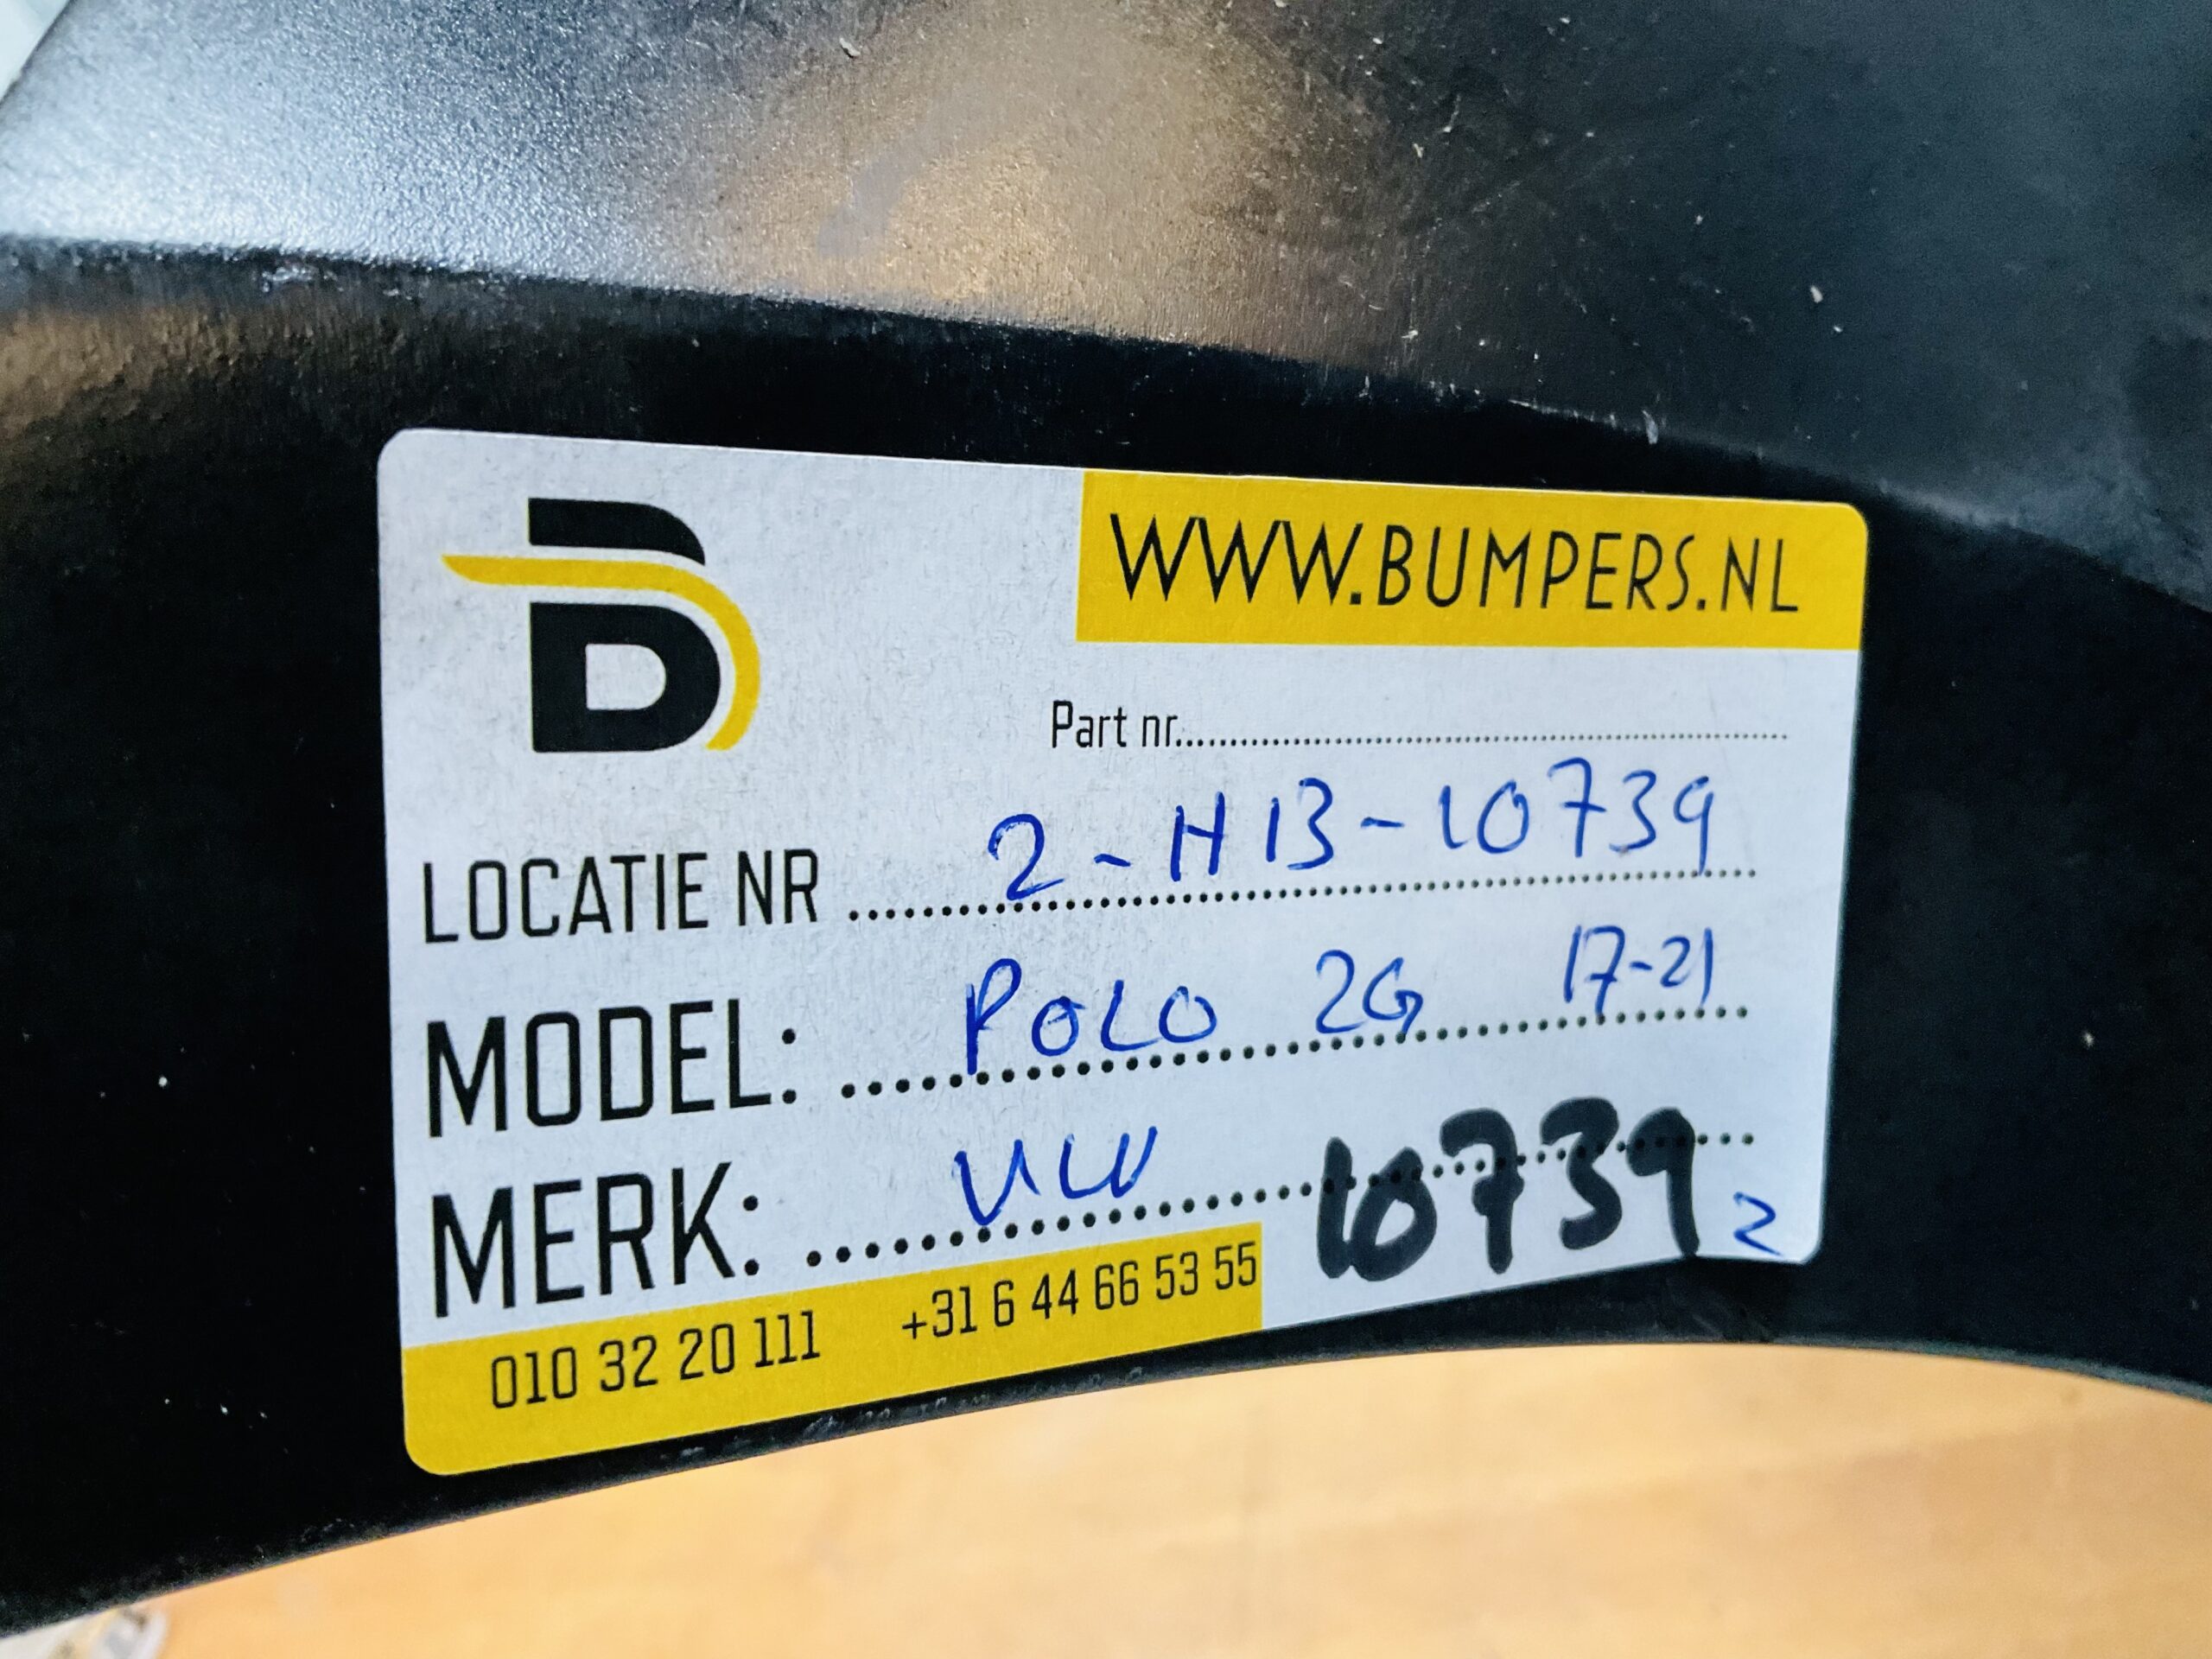 B
WWW.BUMPERS.NL
Part nr..........
LOCATIE NR 2-H13-10739
MODEL: POLO 2G 17-21
MERK: VW 10739 2
010 32 20 111 +31 6 44 66 53 55